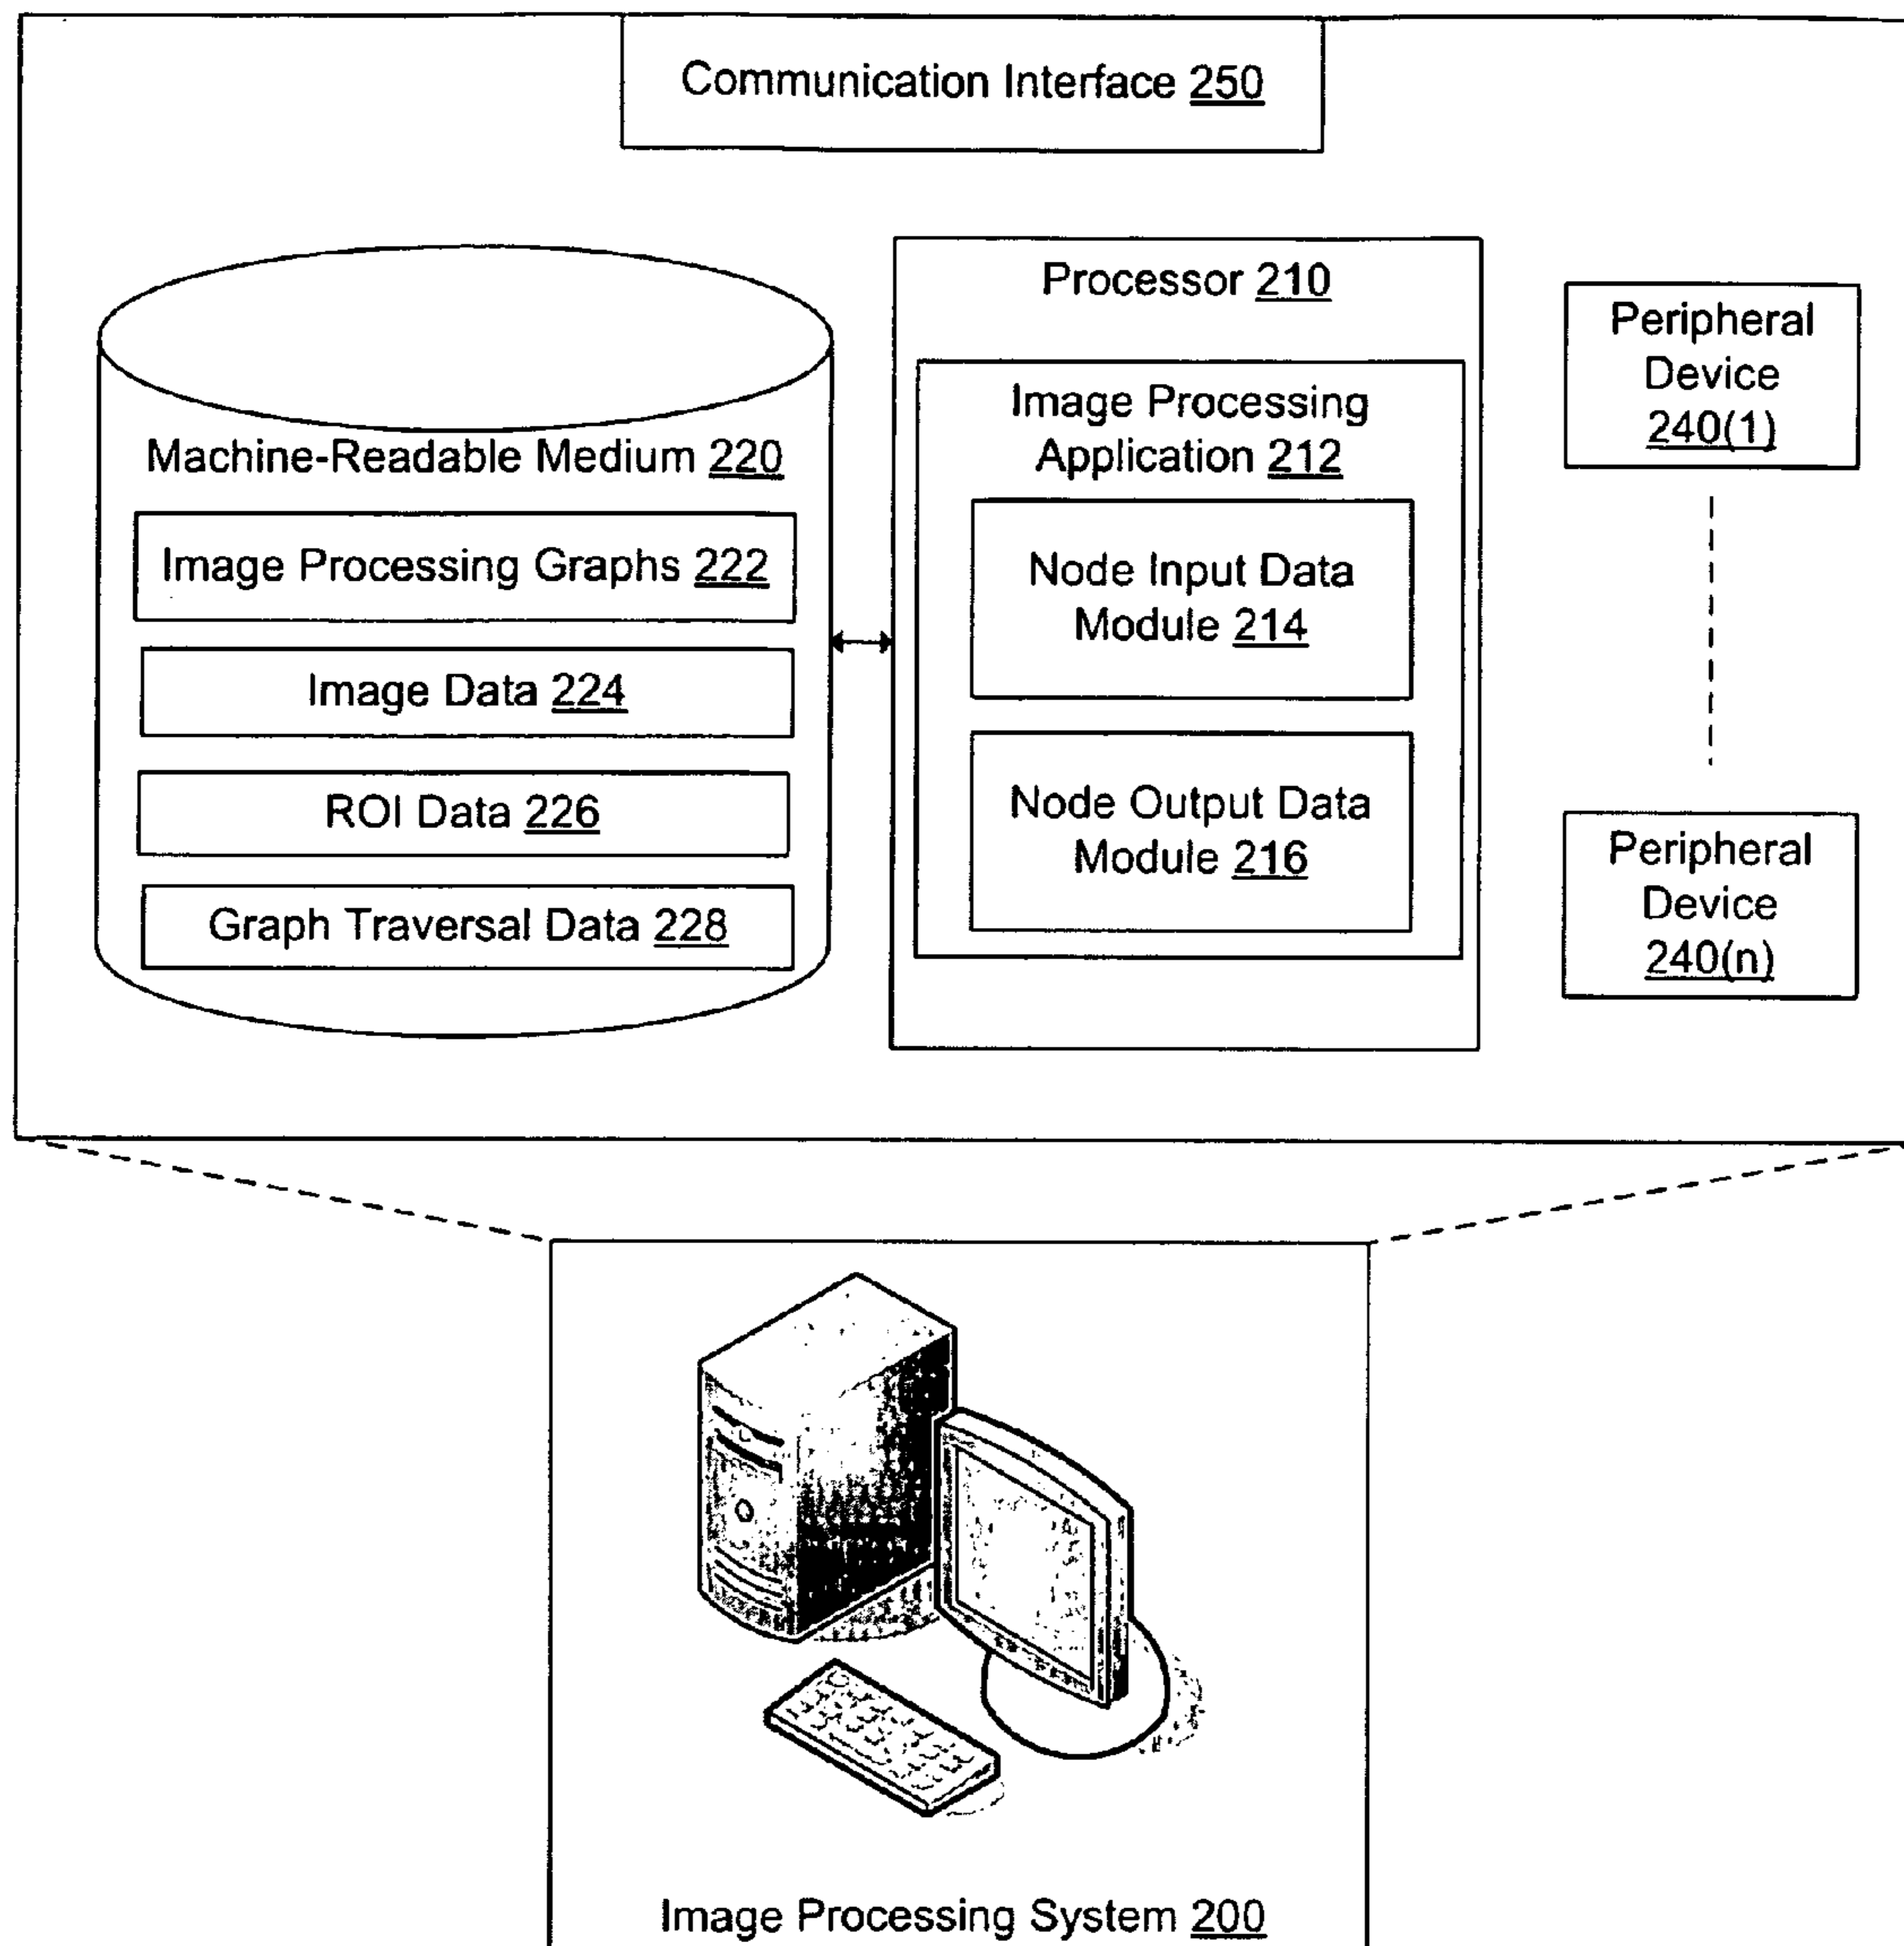 Communication Interface 250
Machine-Readable Medium 220
Image Processing Graphs 222
Image Data 224
ROI Data 226
Graph Traversal Data 228
Processor 210
Image Processing
Application 212
Node Input Data
Module 214
Node Output Data
Module 216
Peripheral
Device
240(1)
Peripheral
Device
240(n)
Image Processing System 200